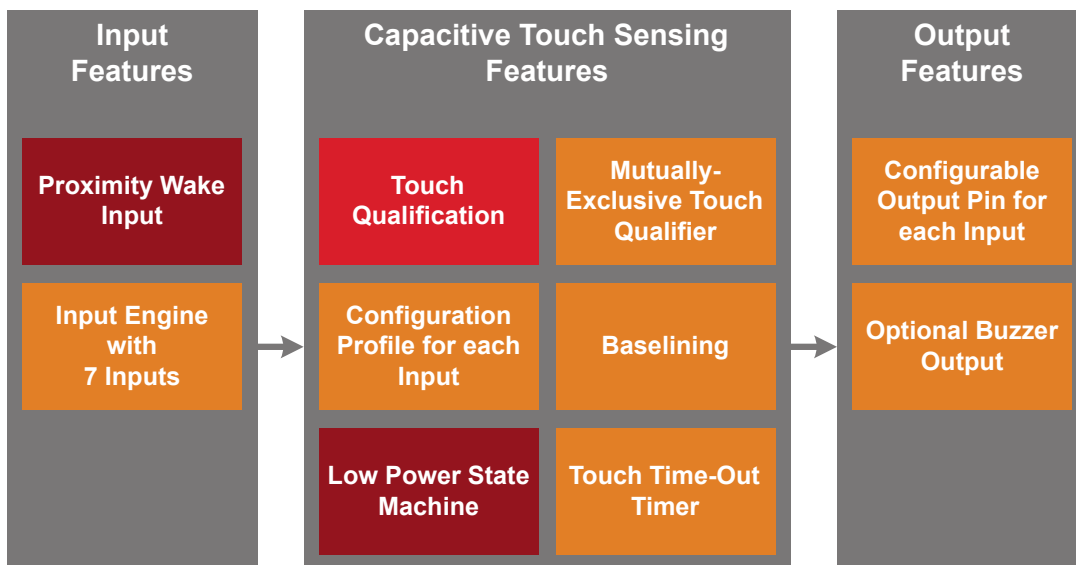 Input
Features
Proximity Wake
Input
Input Engine
with
7 Inputs
Capacitive Touch Sensing
Features
Touch
Qualification
Mutually-
Exclusive Touch
Qualifier
Configuration
Profile for each
Input
Baselining
Low Power State
Machine
Touch Time-Out
Timer
Output
Features
Configurable
Output Pin for
each Input
Optional Buzzer
Output